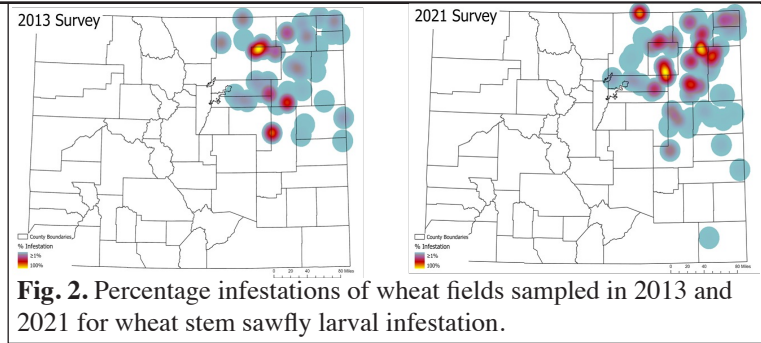 2013 Survey
County Boundaries
% Infestation
≥1%
100%
0 20 40 80 Miles
2021 Survey
County Boundaries
% Infestation
≥1%
100%
0 20 40 80 Miles
Fig. 2. Percentage infestations of wheat fields sampled in 2013 and
2021 for wheat stem sawfly larval infestation.